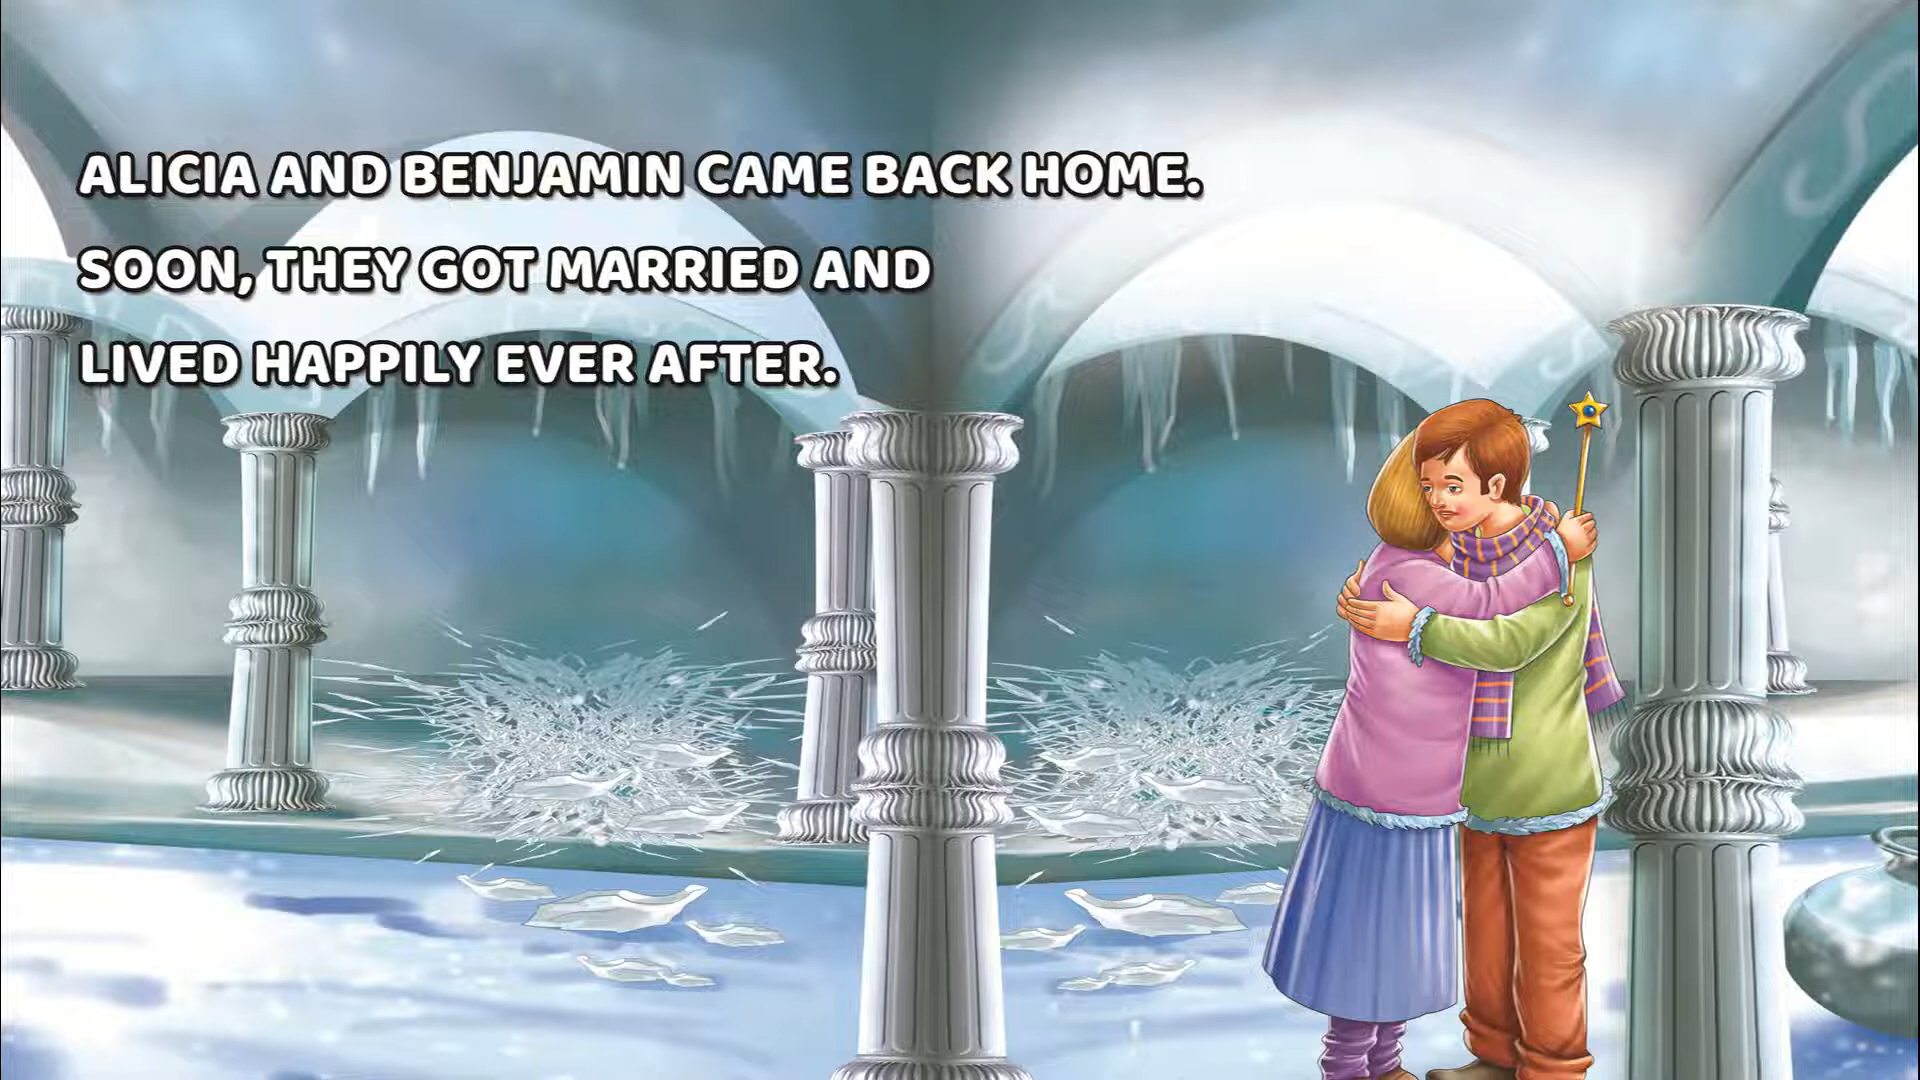 ALICIA AND BENJAMIN CAME BACK HOME.
SOON, THEY GOT MARRIED AND
LIVED HAPPILY EVER AFTER.